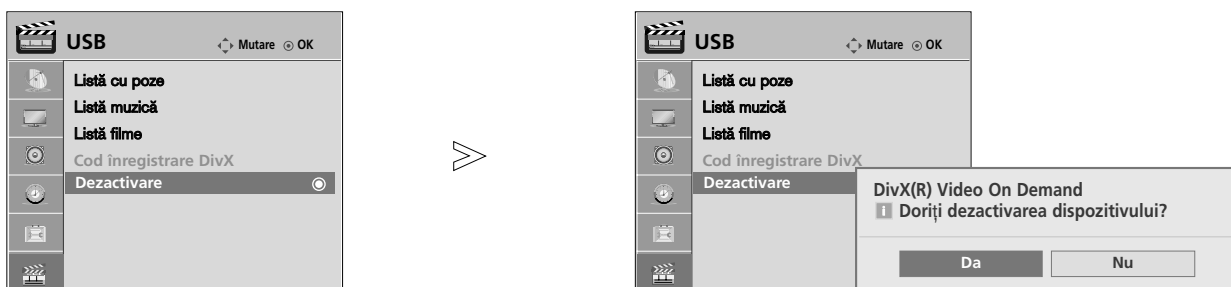 USB Mutare OK
Listă cu poze
Listă muzică
Listă filme
Cod înregistrare DivX
Dezactivare
USB Mutare OK
Listă cu poze
Listă muzică
Listă filme
Cod înregistrare DivX
Dezactivare
DivX(R) Video On Demand
Doriți dezactivarea dispozitivului?
Da Nu